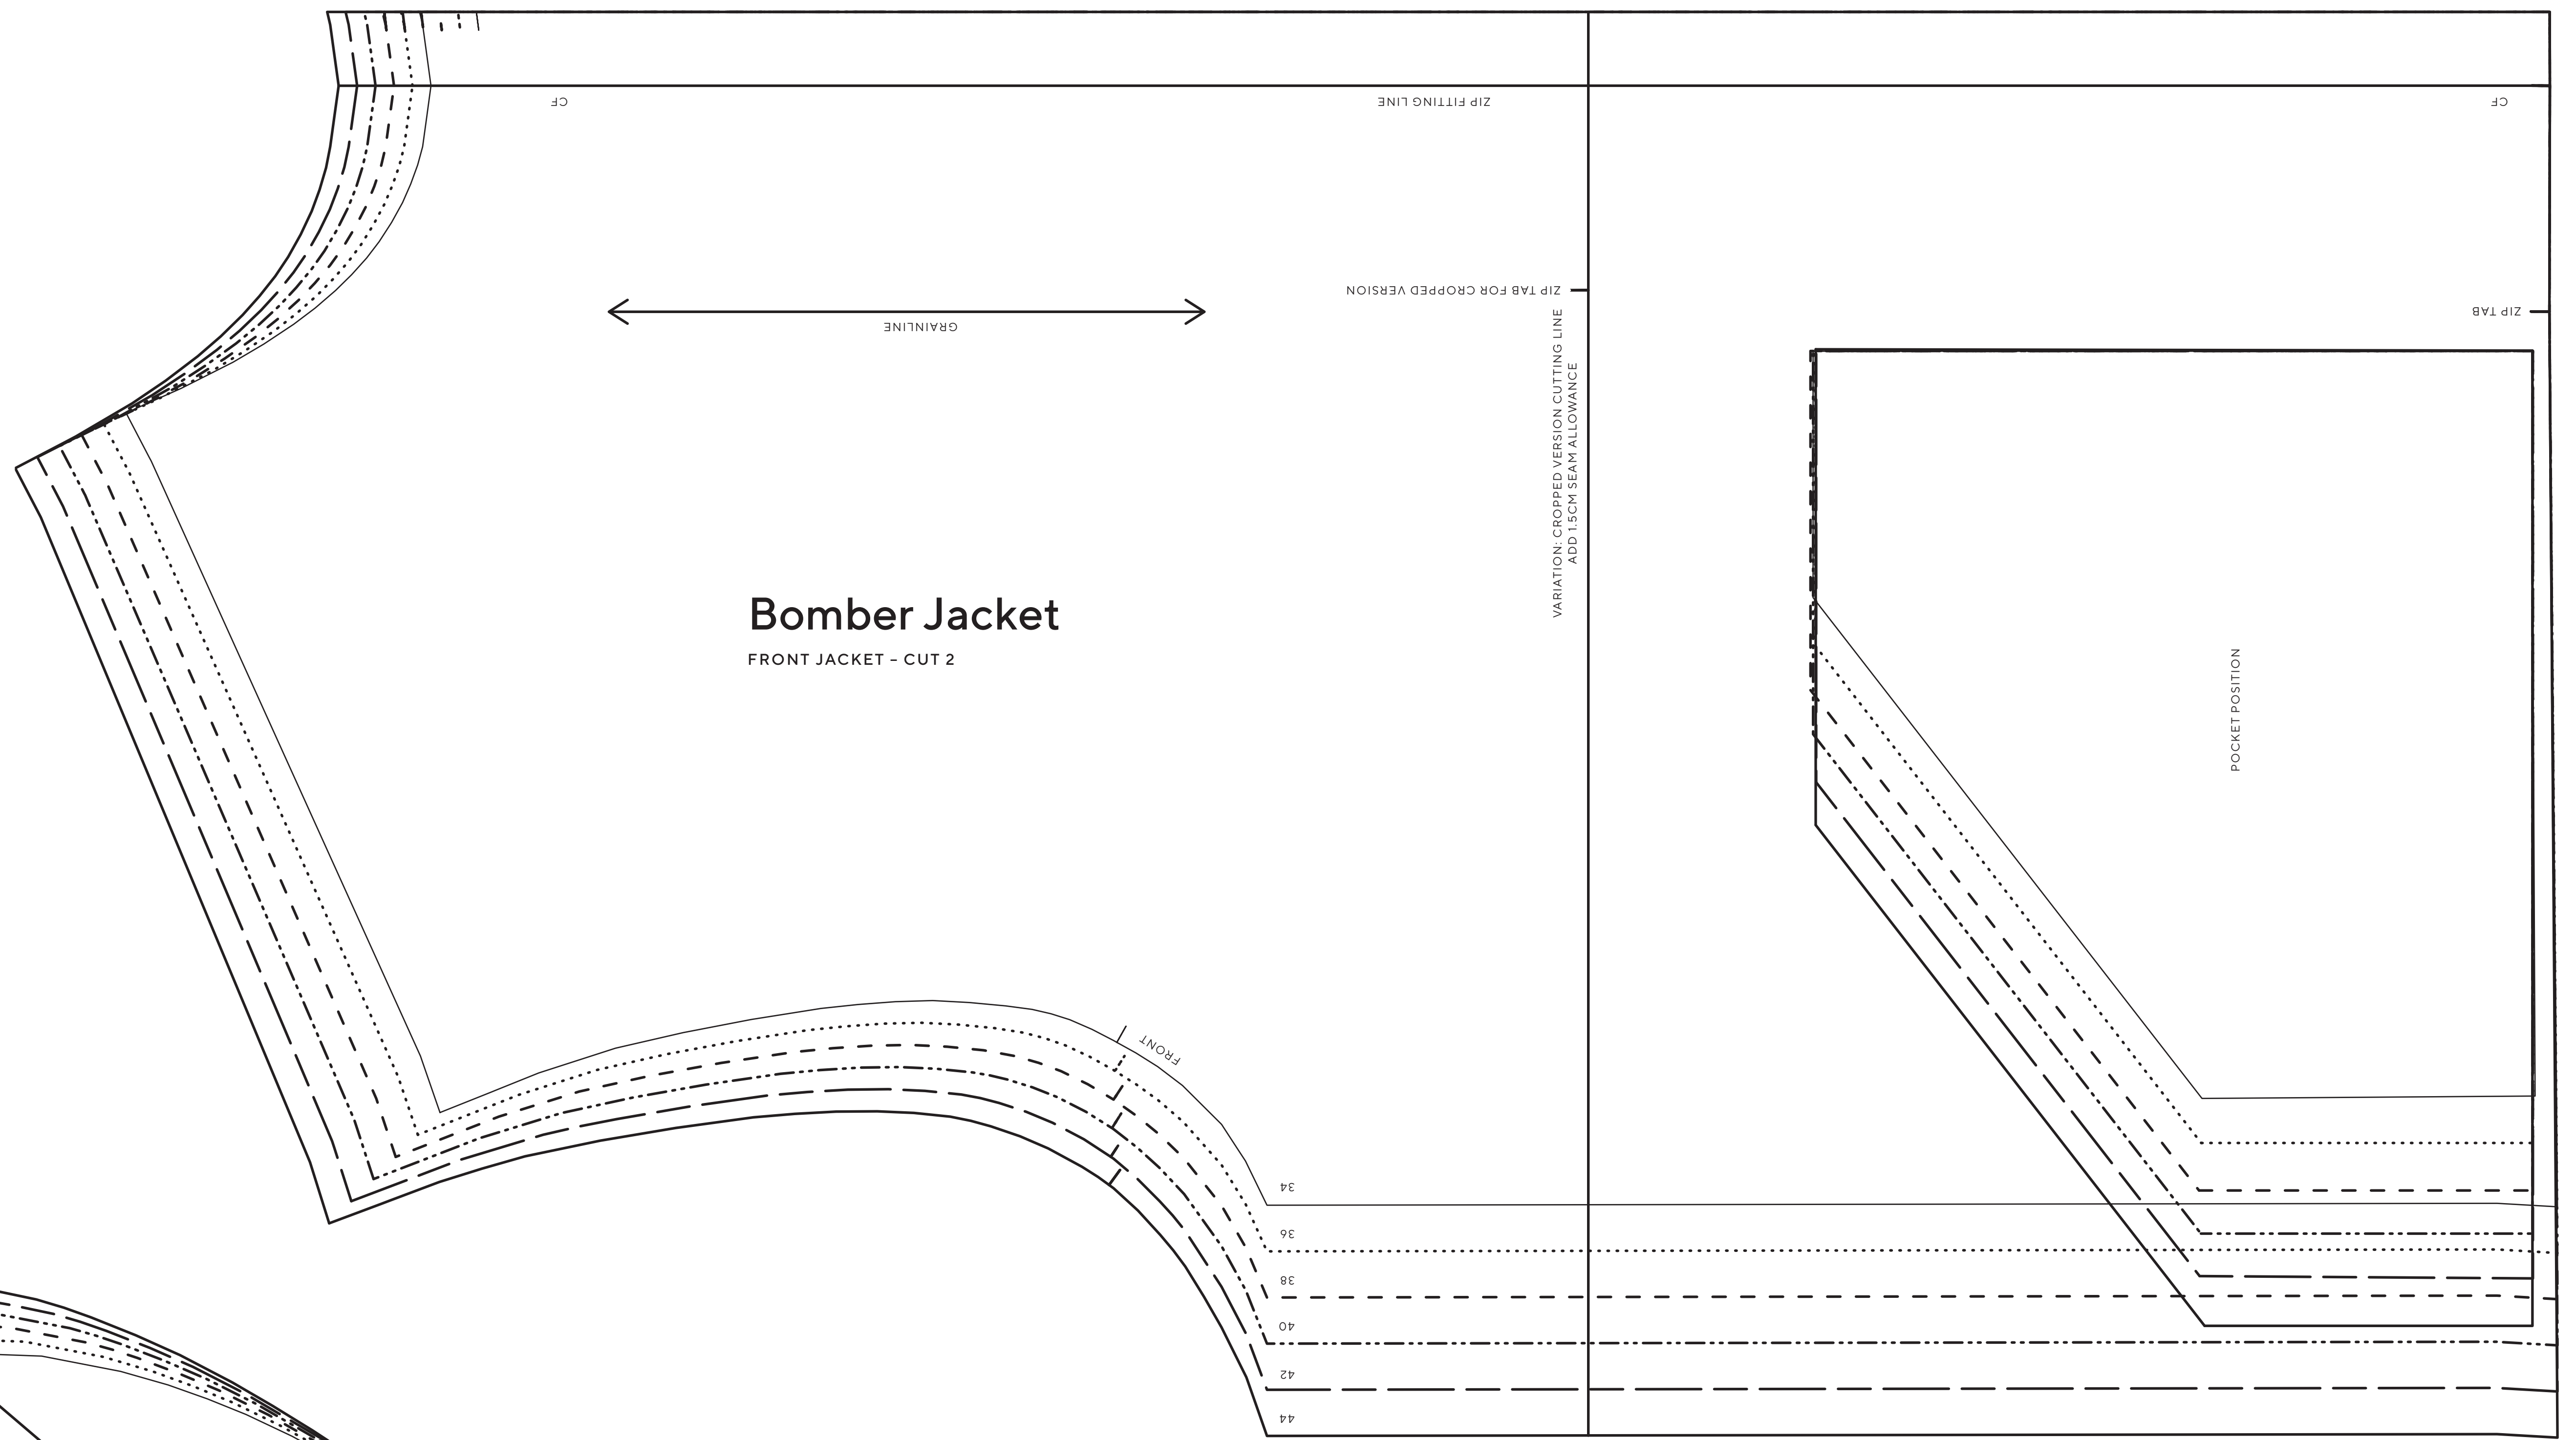 CF
ZIP FITTING LINE
CF
ZIP TAB FOR CROPPED VERSION
ZIP TAB
GRAINLINE
VARIATION: CROPPED VERSION CUTTING LINE
ADD 1.5CM SEAM ALLOWANCE
Bomber Jacket
FRONT JACKET - CUT 2
POCKET POSITION
FRONT
34
36
38
40
42
44